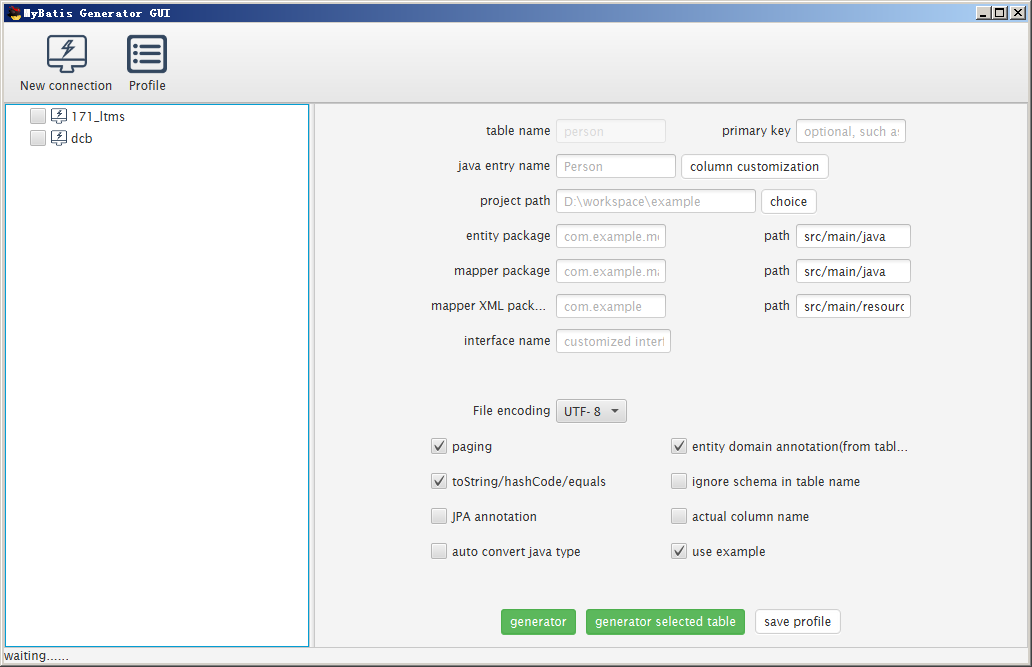 MyBatis Generator GUI
New connection
Profile
171_ltms
dcb
table name person primary key optional, such as
java entry name Person column customization
project path D:\workspace\example choice
entity package com.example.mo path src/main/java
mapper package com.example.ma path src/main/java
mapper XML pack... com.example path src/main/resourc
interface name customized interf
File encoding UTF- 8
paging entity domain annotation(from tabl...
toString/hashCode/equals ignore schema in table name
JPA annotation actual column name
auto convert java type use example
generator generator selected table save profile
waiting......